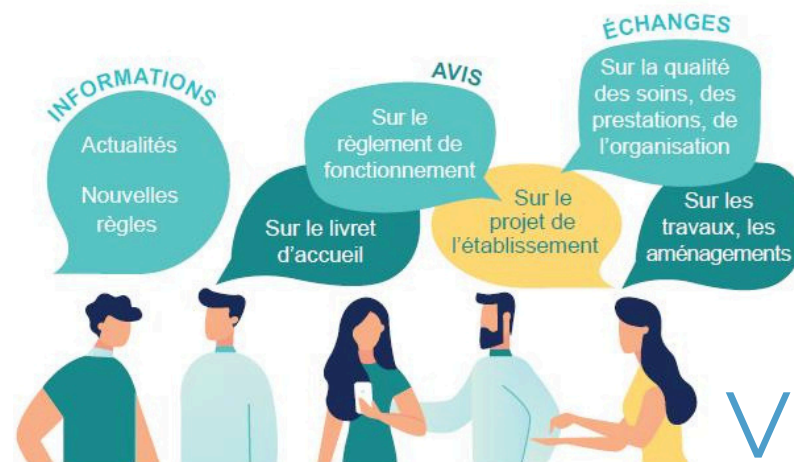 INFORMATIONS
Actualités
Nouvelles
règles
AVIS
Sur le livret
d'accueil
Sur le
règlement de
fonctionnement
Sur le
projet de
l'établissement
ÉCHANGES
Sur la qualité
des soins, des
prestations, de
l'organisation
Sur les
travaux, les
aménagements
V